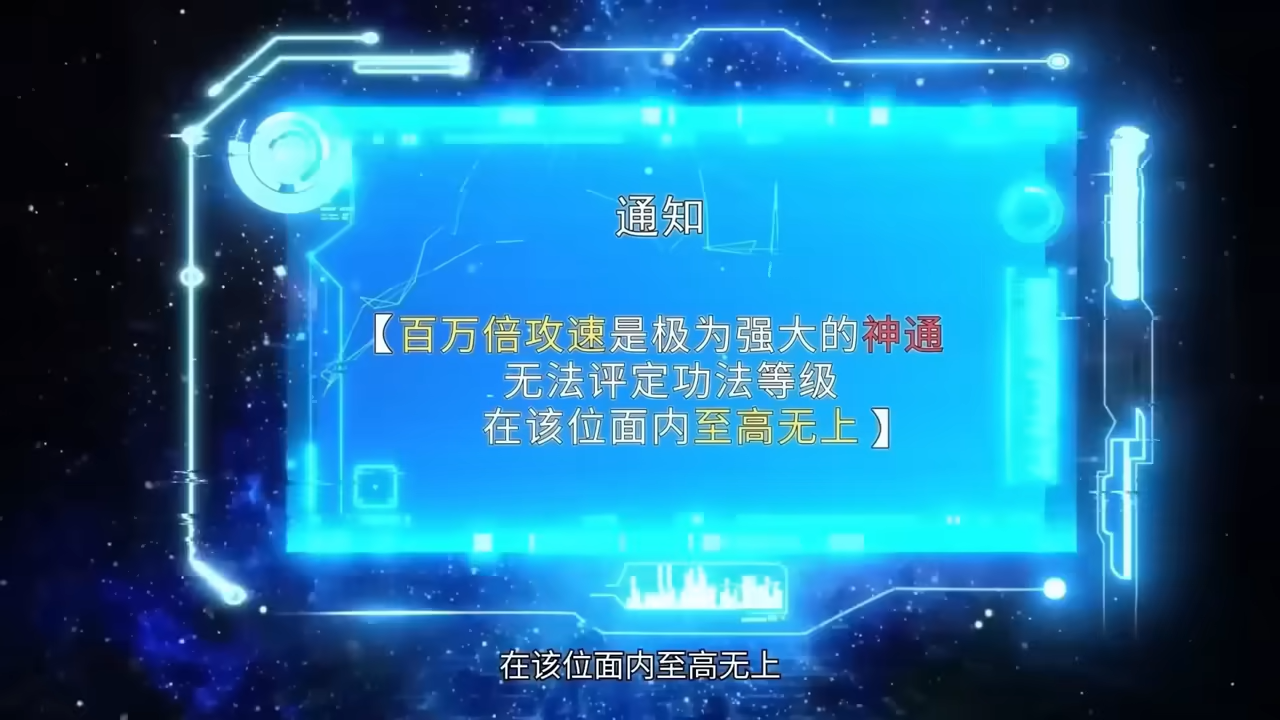 通知
【百万倍攻速是极为强大的神通
无法评定功法等级
在该位面内至高无上】
在该位面内至高无上